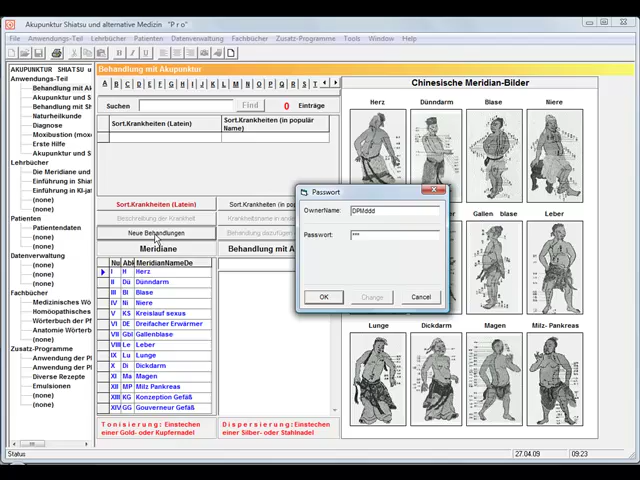 Akupunktur Shiatsu und alternative Medizin "P r o"
File Anwendungs-Teil Lehrbücher Patienten Datenverwaltung Fachbücher Zusatz-Programme Tools Window Help
AKUPUNKTUR SHIATSU u
Anwendungs-Teil
Behandlung mit Ak
Akupunktur und S
Behandlung mit Sh
Naturheilkunde
Diagnose
Moxibustion (mox
Erste Hilfe
Akupunktur und S
Lehrbücher
Die Meridiane und
Einführung in Shia
Einführung in KI-ja
(none)
(none)
Patienten
Patientendaten
(none)
(none)
Datenverwaltung
(none)
(none)
Fachbücher
Medizinisches Wö
Homöopathisches
Wörterbuch der Pf
Anatomie Wörterb
(none)
Zusatz-Programme
Anwendung der Pf
Anwendung der Pf
Diverse Rezepte
Emulsionen
(none)
(none)
Behandlung mit Akupunktur
A B C D E F G H I J K L M N O P Q R S T
Suchen Find 0 Einträge
Sort.Krankheiten (Latein) Sort.Krankheiten (in populär Name)
Sort.Krankheiten (Latein) Sort.Krankheiten (in po
Beschreibung der Krankheit Krankheitsname in ande
Neue Behandlungen Behandlung dazufügen
Meridiane Behandlung mit A
Nu Abk MeridianNameDe
I H Herz
II Dü Dünndarm
III Bl Blase
IV Ni Niere
V KS Kreislauf sexus
VI DE Dreifacher Erwärmer
VII Gbl Gallenblase
VIII Le Leber
IX Lu Lunge
X Di Dickdarm
XI Ma Magen
XII MP Milz Pankreas
XIII KG Konzeption Gefäß
XIV GG Gouverneur Gefäß
Tonisierung: Einstechen
einer Gold- oder Kupfernadel
Dispersierung: Einstechen
einer Silber- oder Stahlnadel
Passwort
OwnerName: DPMddd
Passwort: ***
OK Change Cancel
Chinesische Meridian-Bilder
Herz Dünndarm Blase Niere
Gallen blase Leber
Lunge Dickdarm Magen Milz- Pankreas
Status 27.04.09 09:23